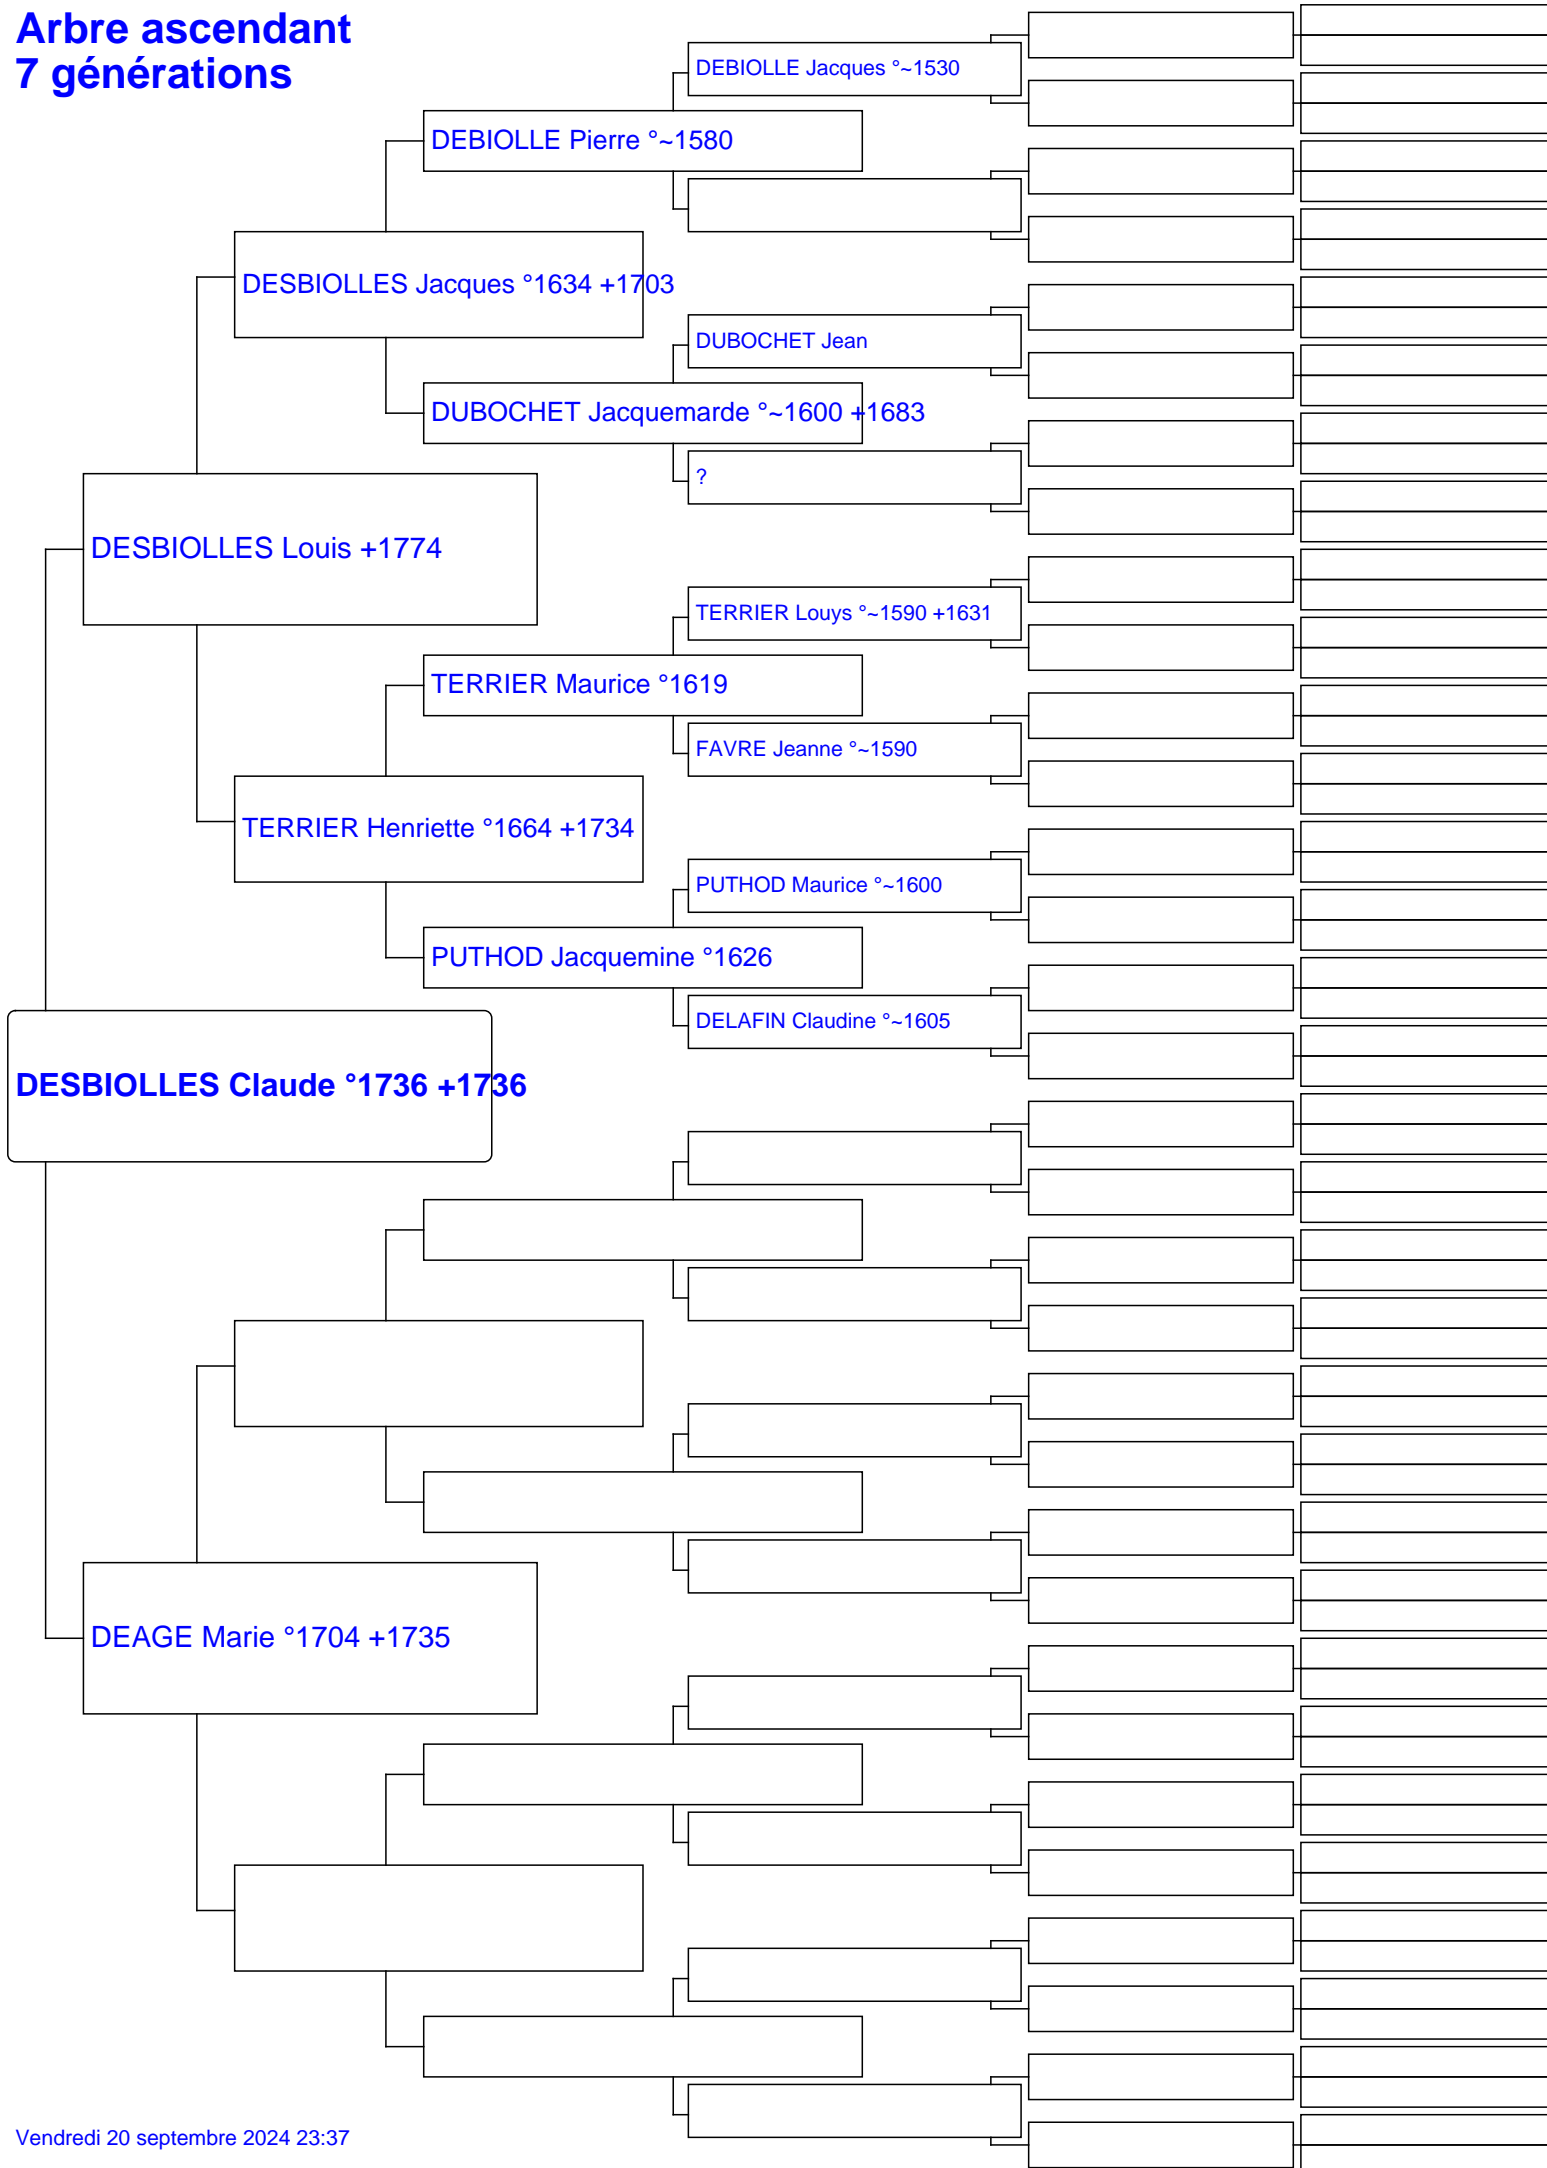 Arbre ascendant
7 générations
DEBIOLLE Jacques °~1530
DEBIOLLE Pierre °~1580
DESBIOLLES Jacques °1634 +1703
DUBOCHET Jean
DUBOCHET Jacquemarde °~1600 +1683
?
DESBIOLLES Louis +1774
TERRIER Louys °~1590 +1631
TERRIER Maurice °1619
FAVRE Jeanne °~1590
TERRIER Henriette °1664 +1734
PUTHOD Maurice °~1600
PUTHOD Jacquemine °1626
DELAFIN Claudine °~1605
DESBIOLLES Claude °1736 +1736
DEAGE Marie °1704 +1735
Vendredi 20 septembre 2024 23:37